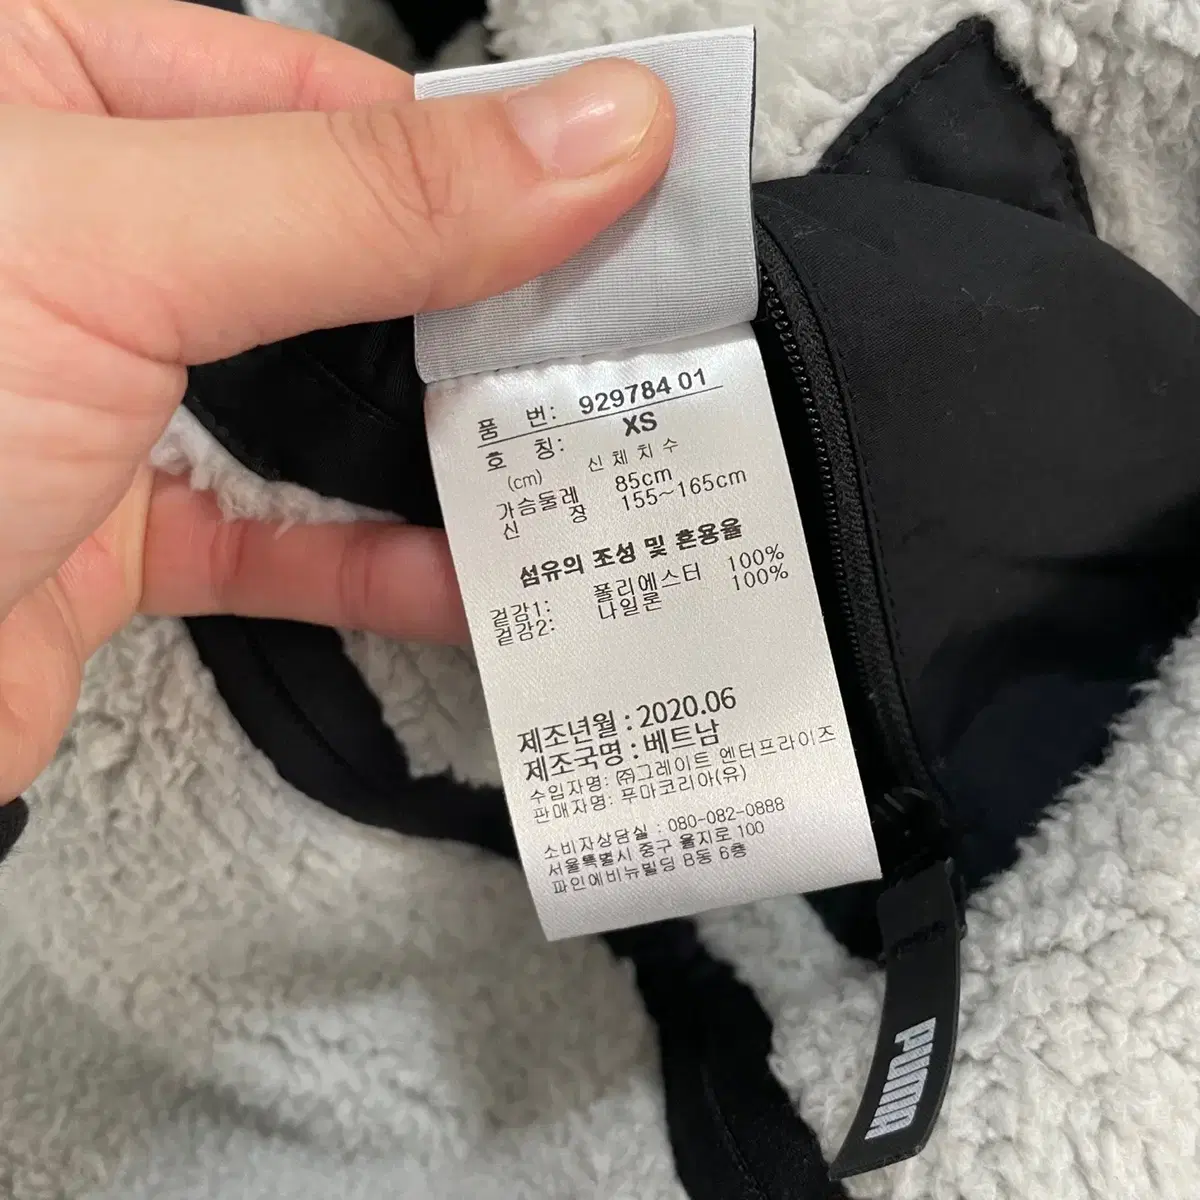 품 번: 929784 01
호 칭: XS
(cm) 신 체 치 수
가슴둘레 85cm
신 장 155~165cm
섬유의 조성 및 혼용율
겉감1: 폴리에스터 100%
겉감2: 나일론 100%
제조년월 : 2020.06
제조국명 : 베트남
수입자명: ㈜그레이트 엔터프라이즈
판매자명: 푸마코리아(유)
소비자상담실 : 080-082-0888
서울특별시 중구 을지로 100
파인에비뉴빌딩 B동 6층
PUMA